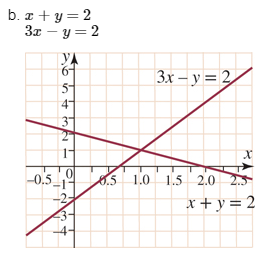 b. x + y = 2
3x − y = 2
y
6
5
4
3
2
1
3x – y = 2
x
-0.5
0
0.5 1.0 1.5 2.0 2.5
-1
-2
-3
-4
x + y = 2